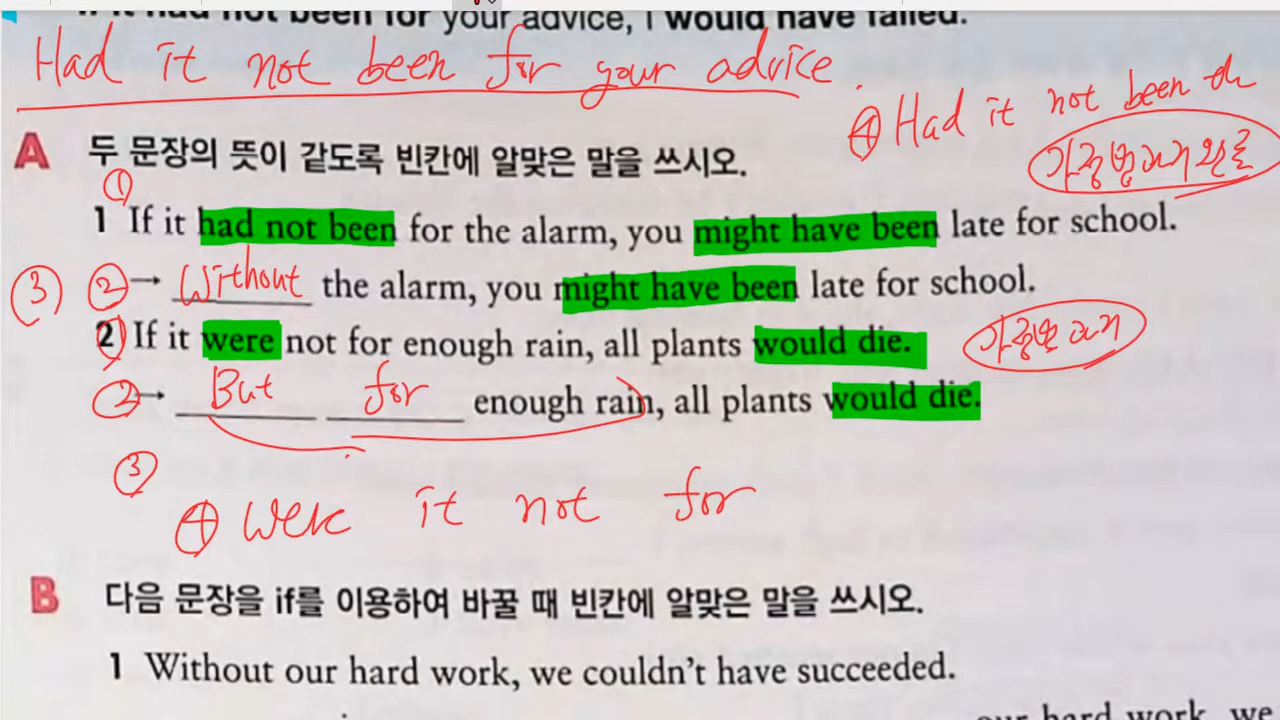 If it had not been for your advice, I would have failed.
Had it not been for your advice
④ Had it not been th
A 두 문장의 뜻이 같도록 빈칸에 알맞은 말을 쓰시오.
가정법과거완료
①
1 If it had not been for the alarm, you might have been late for school.
③ ② → Without the alarm, you might have been late for school.
2 If it were not for enough rain, all plants would die.
가정법과거
② → But for enough rain, all plants would die.
③
④ Were it not for
B 다음 문장을 if를 이용하여 바꿀 때 빈칸에 알맞은 말을 쓰시오.
1 Without our hard work, we couldn't have succeeded.
our hard work, we